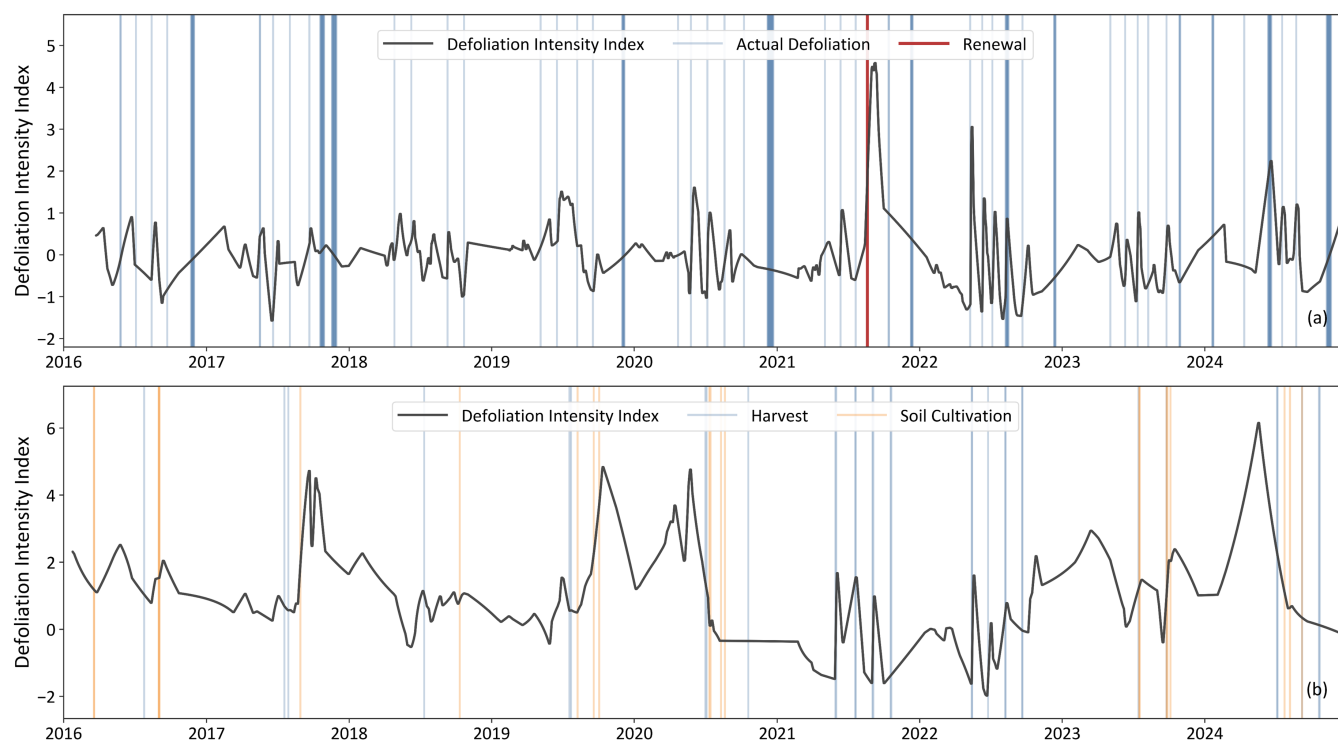 Defoliation Intensity Index
5
4
3
2
1
0
−1
−2
Defoliation Intensity Index Actual Defoliation Renewal
(a)
2016 2017 2018 2019 2020 2021 2022 2023 2024
Defoliation Intensity Index
6
4
2
0
−2
Defoliation Intensity Index Harvest Soil Cultivation
(b)
2016 2017 2018 2019 2020 2021 2022 2023 2024